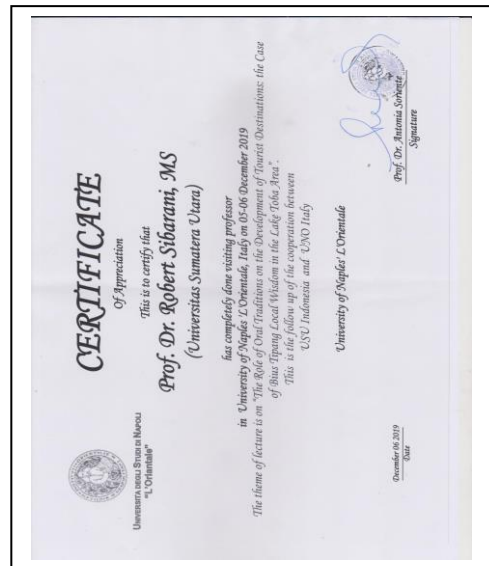 UNIVERSITÀ DEGLI STUDI DI NAPOLI
"L'Orientale"
CERTIFICATE
Of Appreciation
This is to certify that
Prof. Dr. Robert Sibarani, MS
(Universitas Sumatera Utara)
has completely done visiting professor
in University of Naples 'L'Orientale, Italy on 05-06 December 2019
The theme of lecture is on "The Role of Oral Traditions on the Development of Tourist Destinations: the Case
of Bius Tipang Local Wisdom in the Lake Toba Area".
This is the follow up of the cooperation between
USU Indonesia and UNO Italy
University of Naples' L'Orientale
December 06 2019
Date
Prof. Dr. Antonia Soriente
Signature